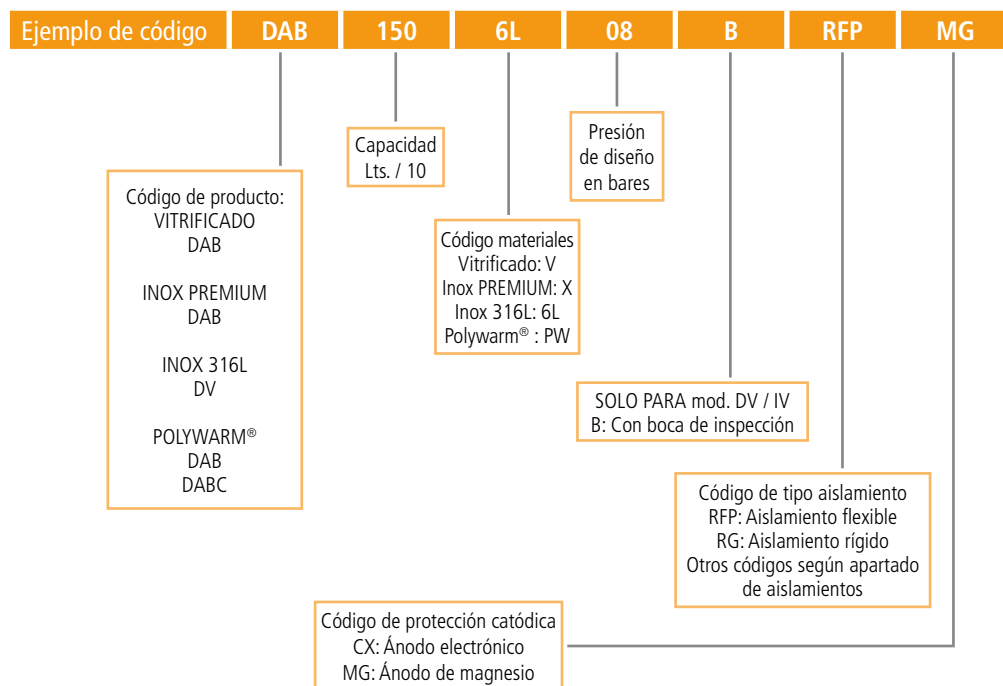 Ejemplo de código DAB 150 6L 08 B RFP MG
Código de producto:
VITRIFICADO
DAB
INOX PREMIUM
DAB
INOX 316L
DV
POLYWARM®
DAB
DABC
Capacidad
Lts. / 10
Código materiales
Vitrificado: V
Inox PREMIUM: X
Inox 316L: 6L
Polywarm® : PW
Presión
de diseño
en bares
SOLO PARA mod. DV / IV
B: Con boca de inspección
Código de tipo aislamiento
RFP: Aislamiento flexible
RG: Aislamiento rígido
Otros códigos según apartado
de aislamientos
Código de protección catódica
CX: Ánodo electrónico
MG: Ánodo de magnesio